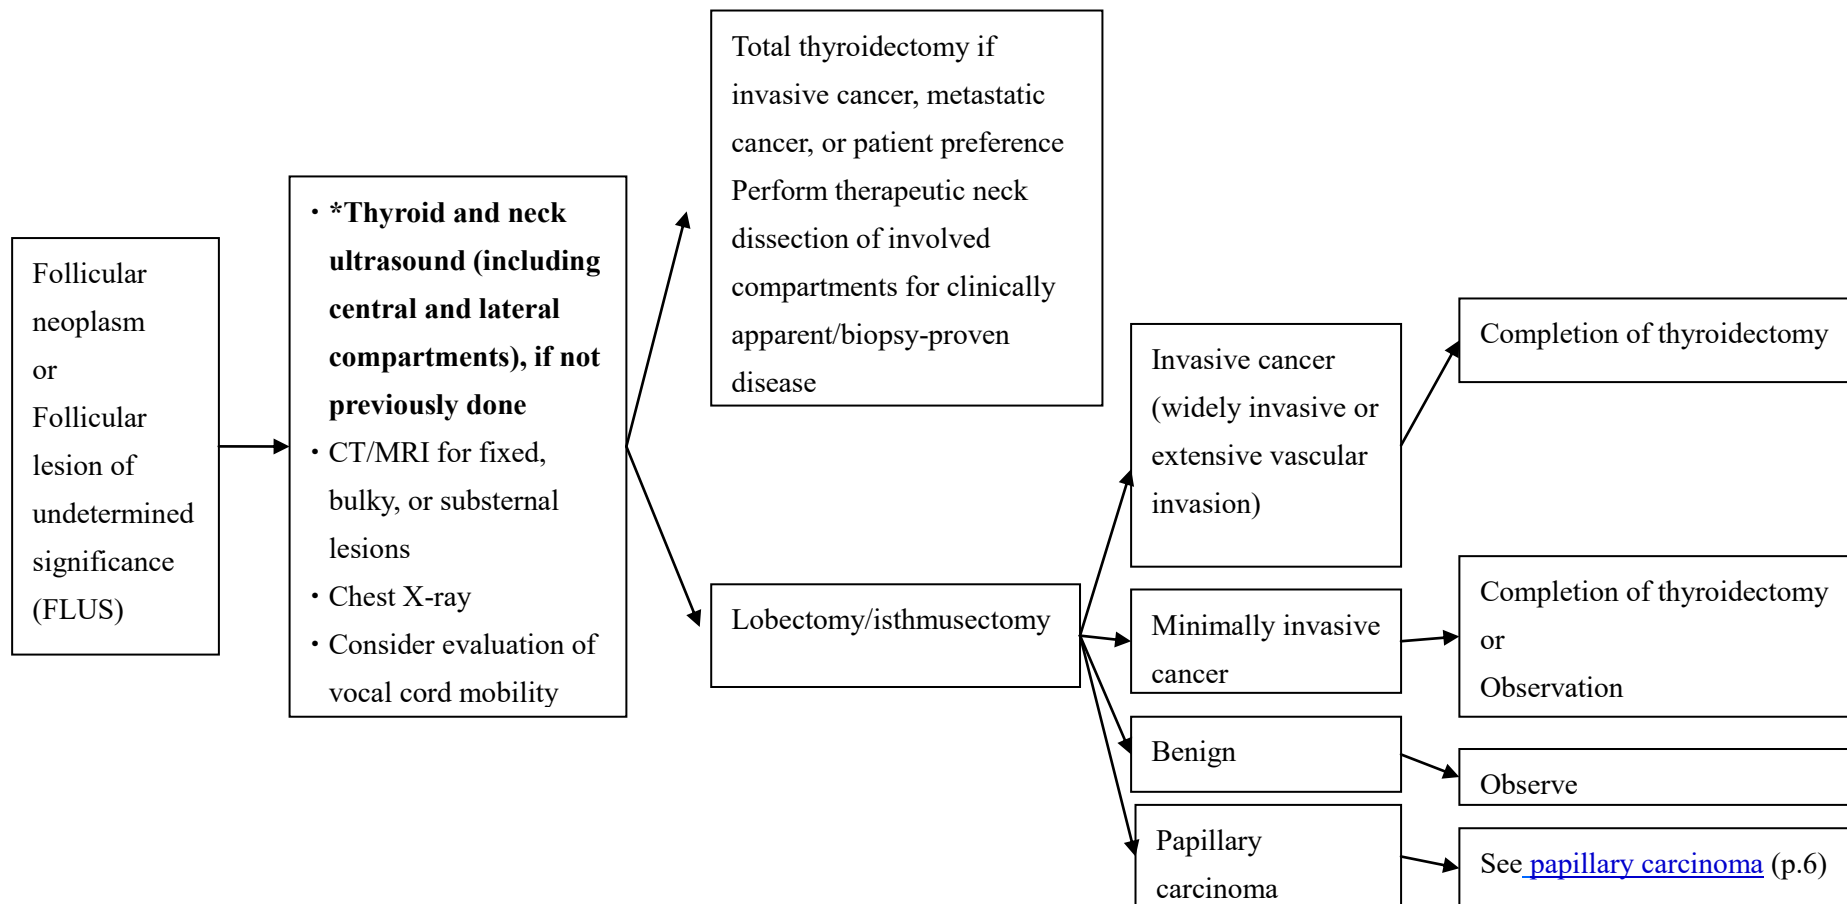 Follicular
neoplasm
or
Follicular
lesion of
undetermined
significance
(FLUS)
・*Thyroid and neck
ultrasound (including
central and lateral
compartments), if not
previously done
・CT/MRI for fixed,
bulky, or substernal
lesions
・Chest X-ray
・Consider evaluation of
vocal cord mobility
Total thyroidectomy if
invasive cancer, metastatic
cancer, or patient preference
Perform therapeutic neck
dissection of involved
compartments for clinically
apparent/biopsy-proven
disease
Lobectomy/isthmusectomy
Invasive cancer
(widely invasive or
extensive vascular
invasion)
Completion of thyroidectomy
Minimally invasive
cancer
Completion of thyroidectomy
or
Observation
Benign
Observe
Papillary
carcinoma
See papillary carcinoma (p.6)